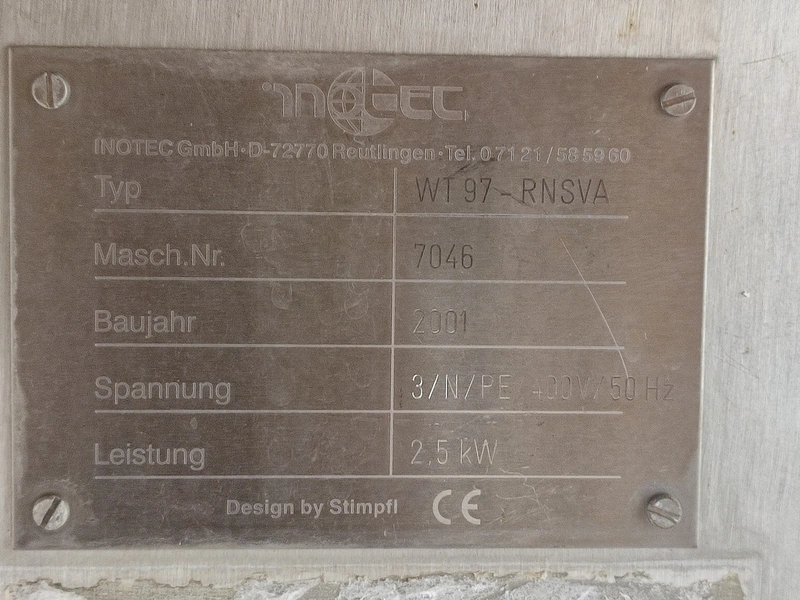 INOTEC
INOTEC GmbH·D-72770 Reutlingen·Tel. 0 71 21 / 58 59 60
Typ WT 97 - RNSVA
Masch.Nr. 7046
Baujahr 2001
Spannung 3/N/PE/400V/50 Hz
Leistung 2,5 kW
Design by Stimpfl CE